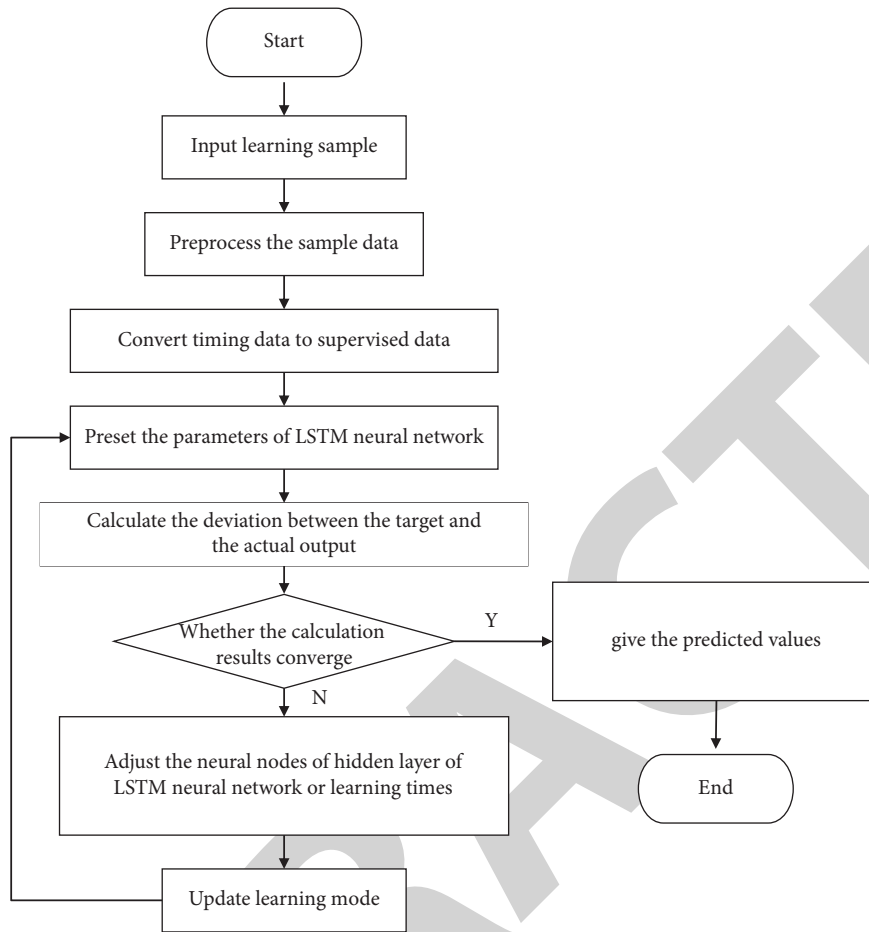 Start
Input learning sample
Preprocess the sample data
Convert timing data to supervised data
Preset the parameters of LSTM neural network
Calculate the deviation between the target and
the actual output
Whether the calculation
results converge
Y
give the predicted values
N
Adjust the neural nodes of hidden layer of
LSTM neural network or learning times
End
Update learning mode